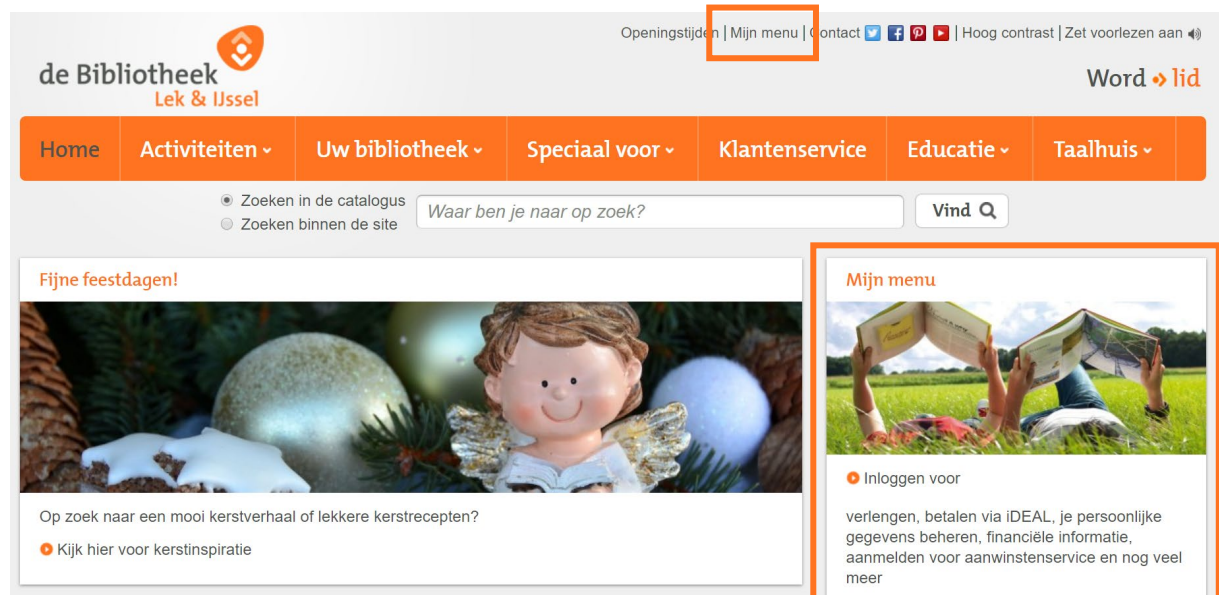 Openingstijden | Mijn menu | Contact | Hoog contrast | Zet voorlezen aan
de Bibliotheek
Lek & IJssel
Word lid
Home Activiteiten Uw bibliotheek Speciaal voor Klantenservice Educatie Taalhuis
Zoeken in de catalogus
Zoeken binnen de site
Waar ben je naar op zoek?
Vind
Fijne feestdagen!
Op zoek naar een mooi kerstverhaal of lekkere kerstrecepten?
Kijk hier voor kerstinspiratie
Mijn menu
Inloggen voor
verlengen, betalen via iDEAL, je persoonlijke
gegevens beheren, financiële informatie,
aanmelden voor aanwinstenservice en nog veel
meer